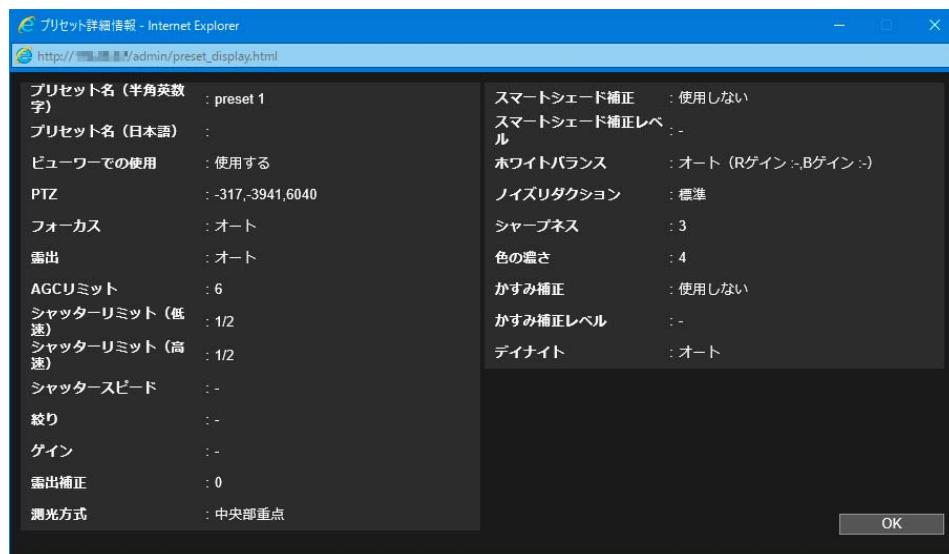 プリセット詳細情報 - Internet Explorer
http:// /admin/preset_display.html
プリセット名（半角英数
字） : preset 1
プリセット名（日本語） :
ビューワーでの使用 : 使用する
PTZ : -317,-3941,6040
フォーカス : オート
露出 : オート
AGCリミット : 6
シャッターリミット（低
速） : 1/2
シャッターリミット（高
速） : 1/2
シャッタースピード : -
絞り : -
ゲイン : -
露出補正 : 0
測光方式 : 中央部重点
スマートシェード補正 : 使用しない
スマートシェード補正レベ
ル : -
ホワイトバランス : オート（Rゲイン :-,Bゲイン :-）
ノイズリダクション : 標準
シャープネス : 3
色の濃さ : 4
かすみ補正 : 使用しない
かすみ補正レベル : -
デイナイト : オート
OK